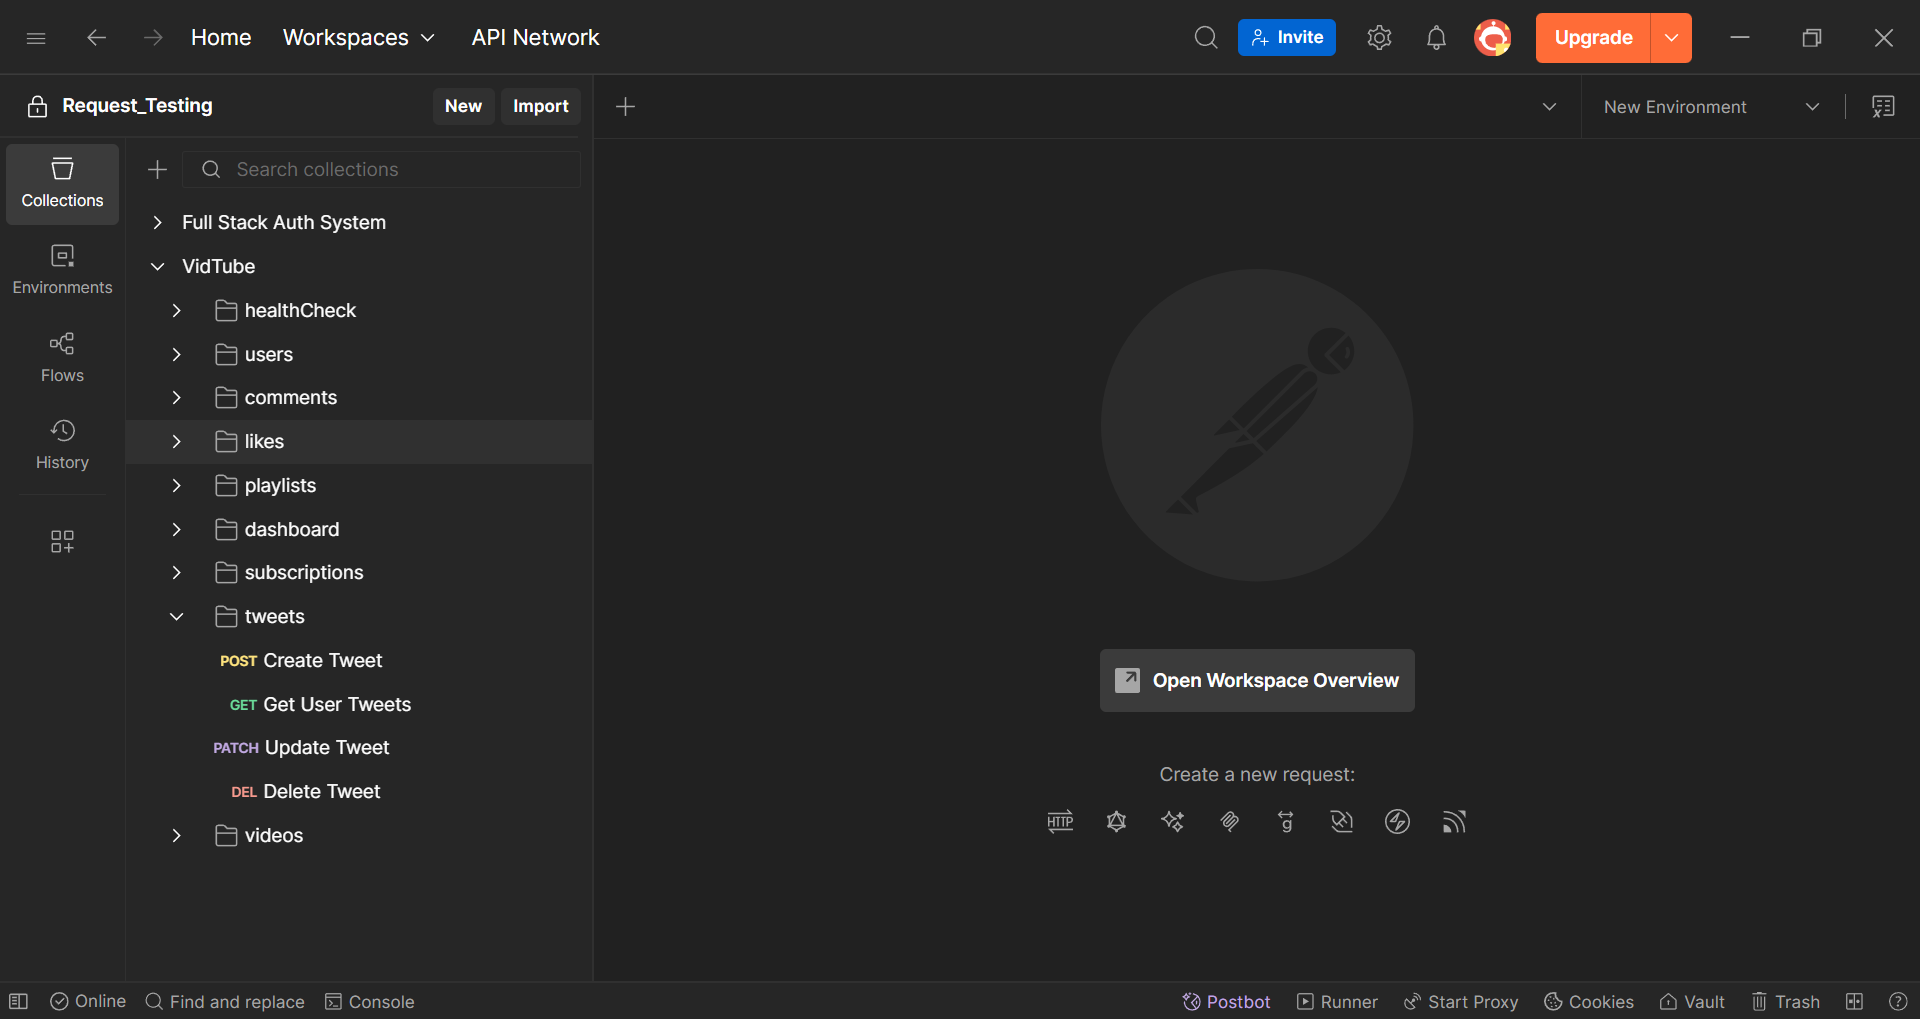 Home Workspaces API Network Invite Upgrade
Request_Testing New Import New Environment
Collections
Environments
Flows
History
Search collections
Full Stack Auth System
VidTube
healthCheck
users
comments
likes
playlists
dashboard
subscriptions
tweets
POST Create Tweet
GET Get User Tweets
PATCH Update Tweet
DEL Delete Tweet
videos
Open Workspace Overview
Create a new request:
HTTP
g
Online Find and replace Console Postbot Runner Start Proxy Cookies Vault Trash